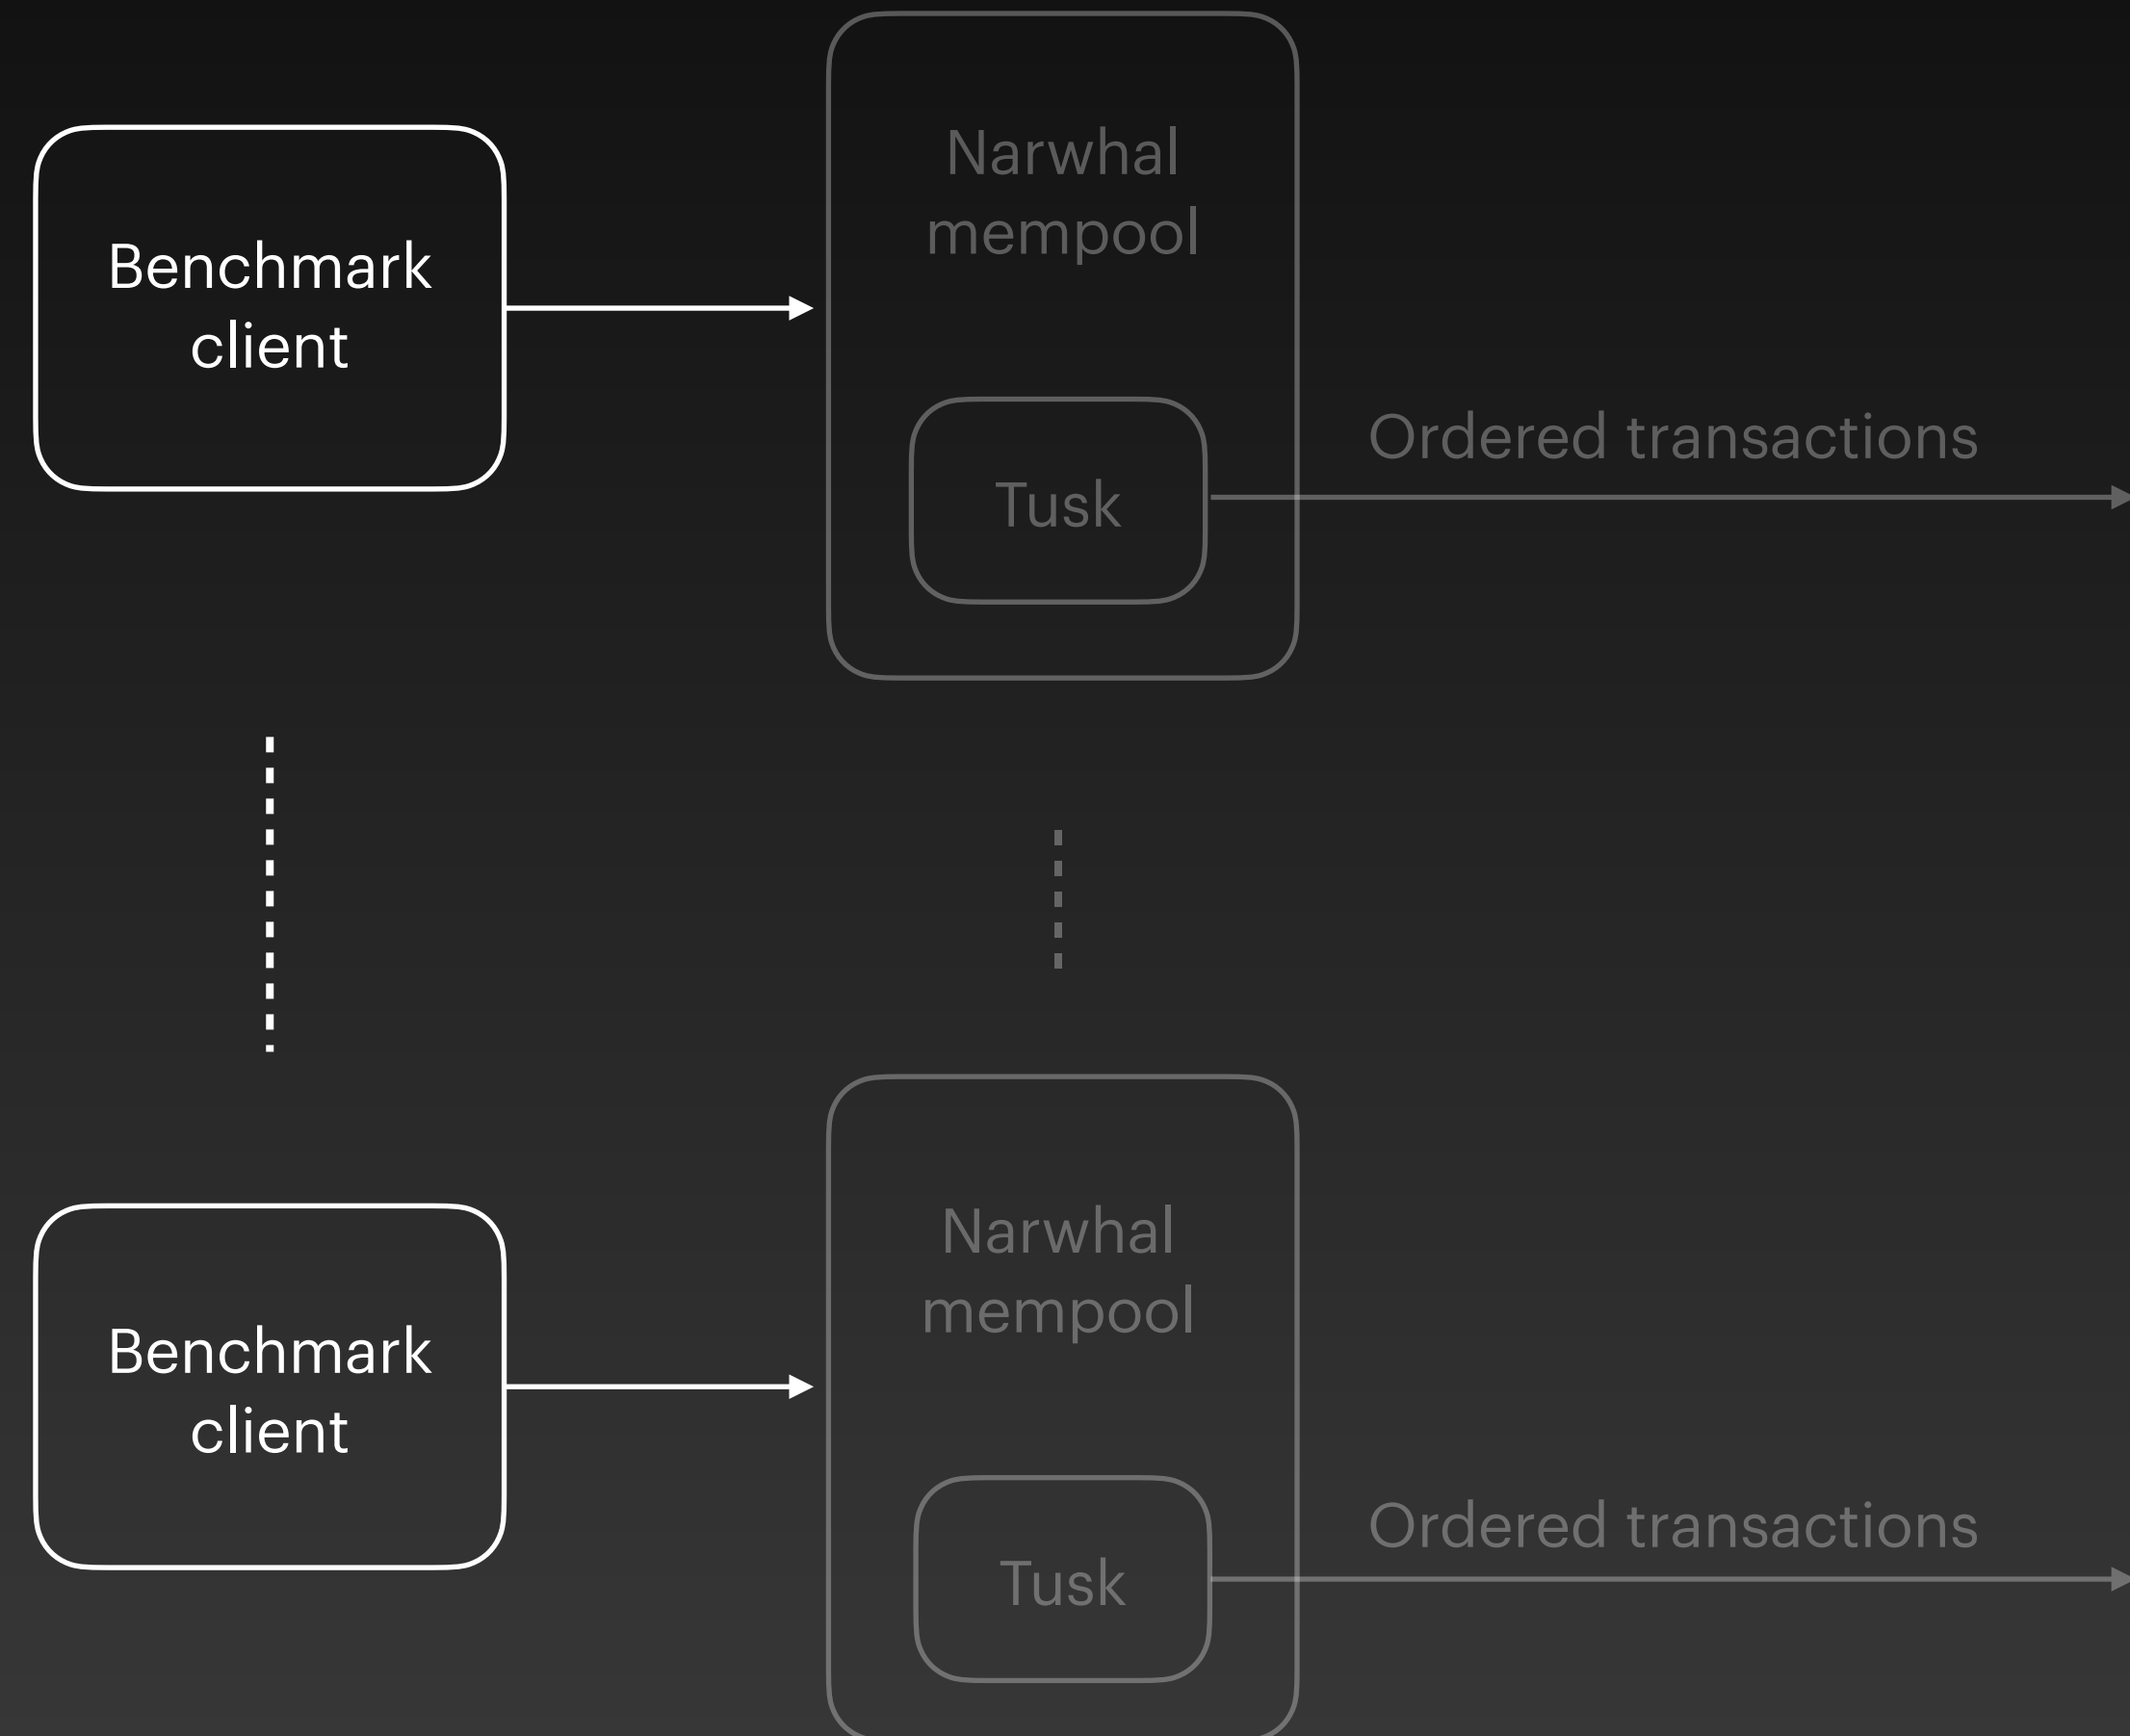 Benchmark
client
Narwhal
mempool
Tusk
Ordered transactions
Benchmark
client
Narwhal
mempool
Tusk
Ordered transactions